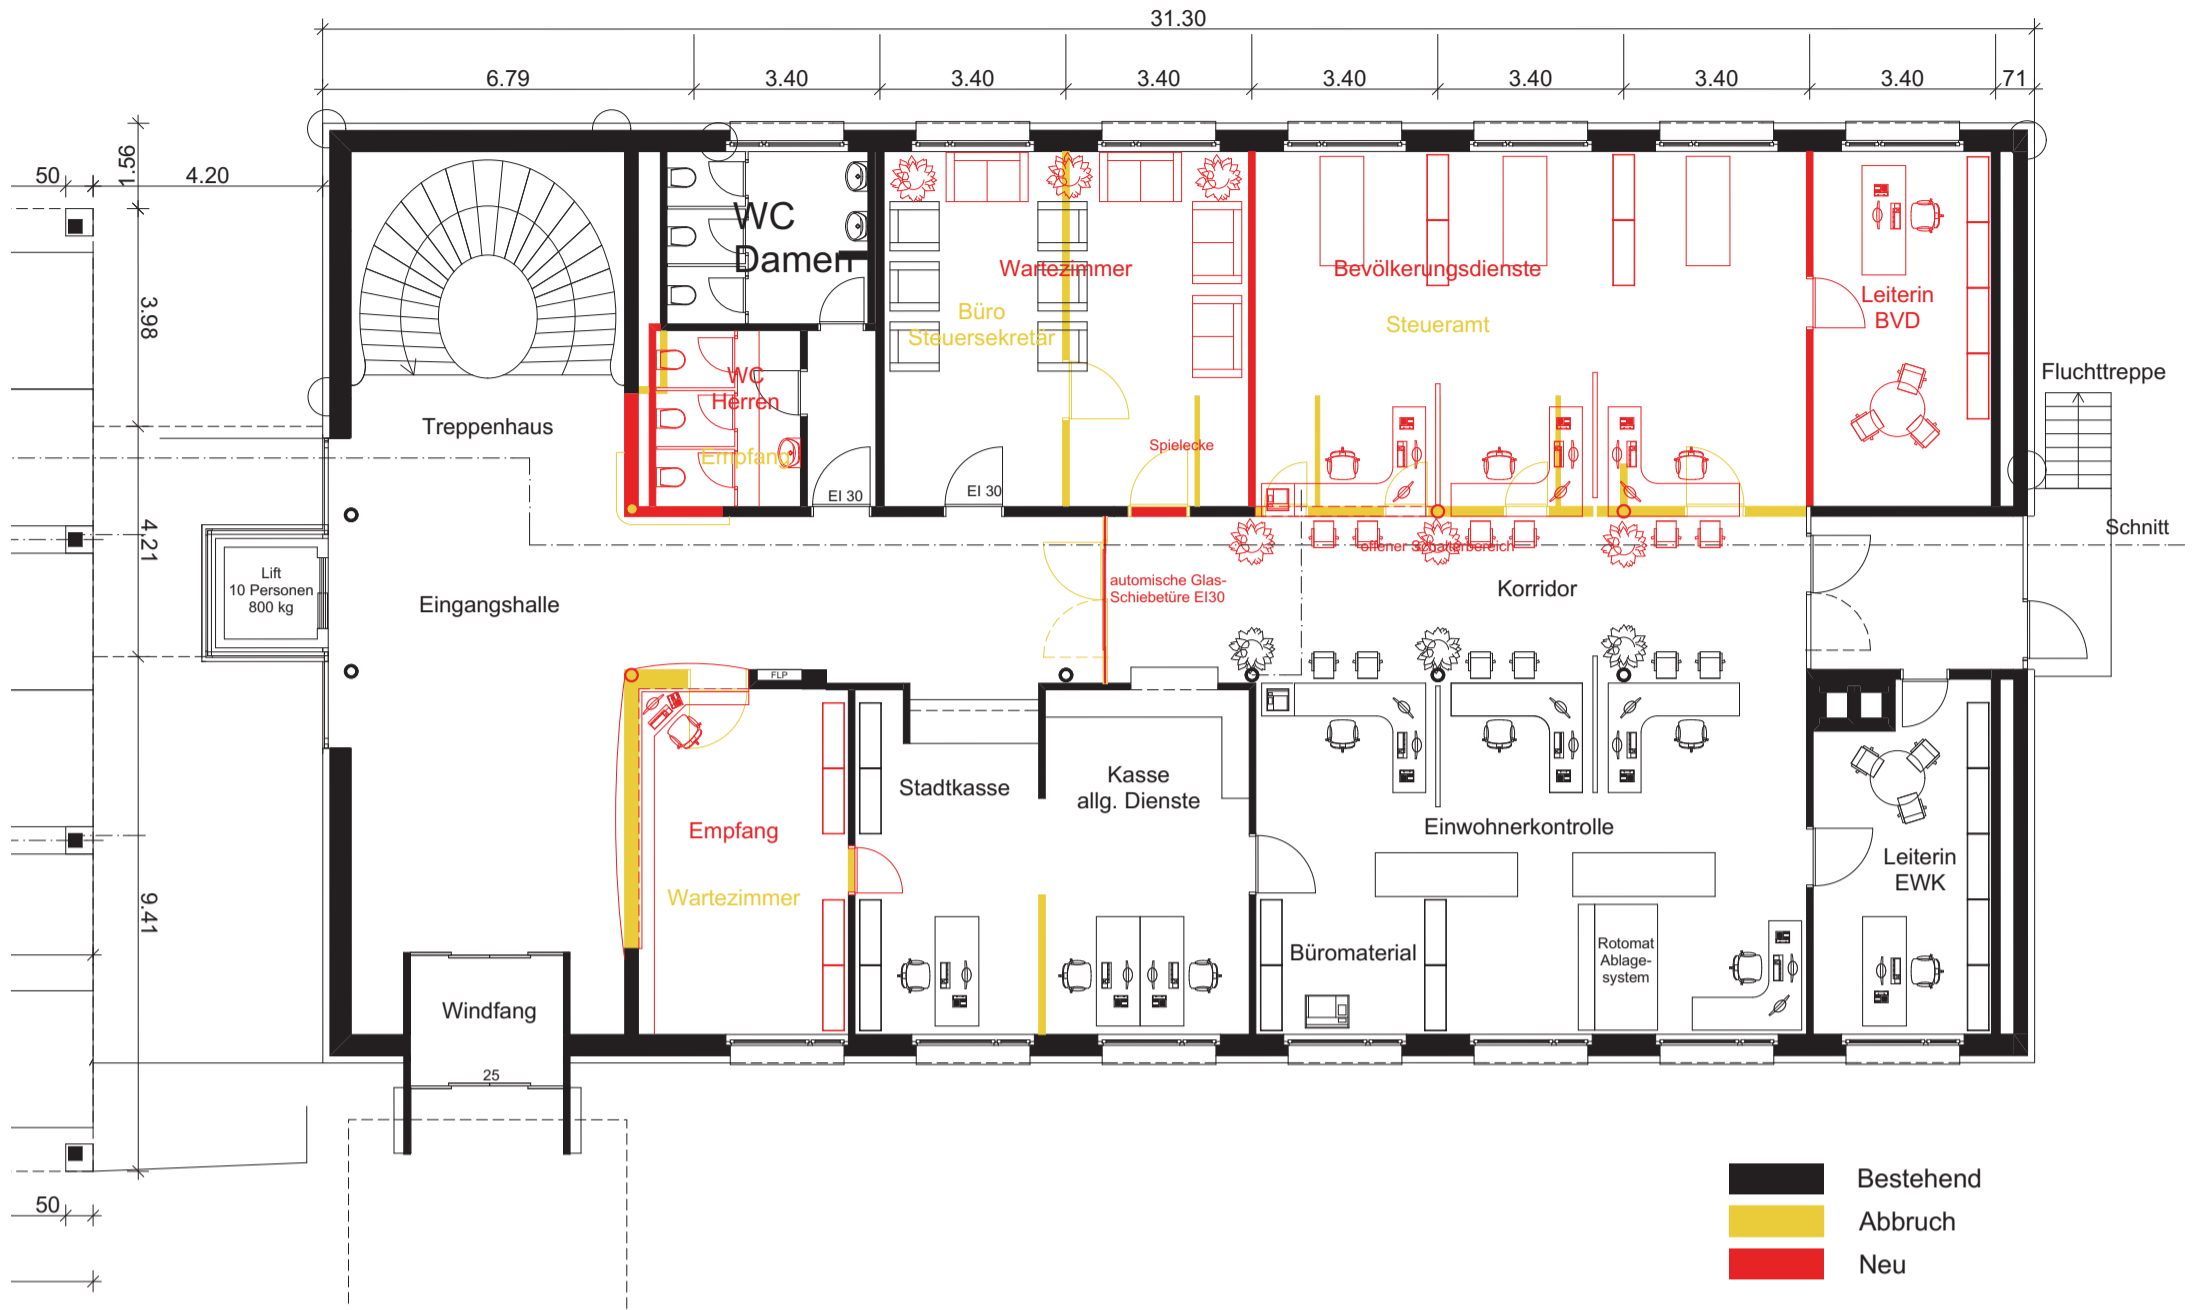 31.30
6.79
3.40
3.40
3.40
3.40
3.40
3.40
3.40
71
1.56
50
4.20
3.98
4.21
9.41
50
WC
Damen
Wartezimmer
Büro
Steuersekretär
Bevölkerungsdienste
Steueramt
Leiterin
BVD
Fluchttreppe
WC
Herren
Empfang
Treppenhaus
Spielecke
EI 30
EI 30
Schnitt
offener Schalterbereich
Lift
10 Personen
800 kg
Eingangshalle
automische Glas-
Schiebetüre EI30
Korridor
FLP
Stadtkasse
Kasse
allg. Dienste
Empfang
Wartezimmer
Einwohnerkontrolle
Leiterin
EWK
Büromaterial
Rotomat
Ablage-
system
Windfang
25
Bestehend
Abbruch
Neu